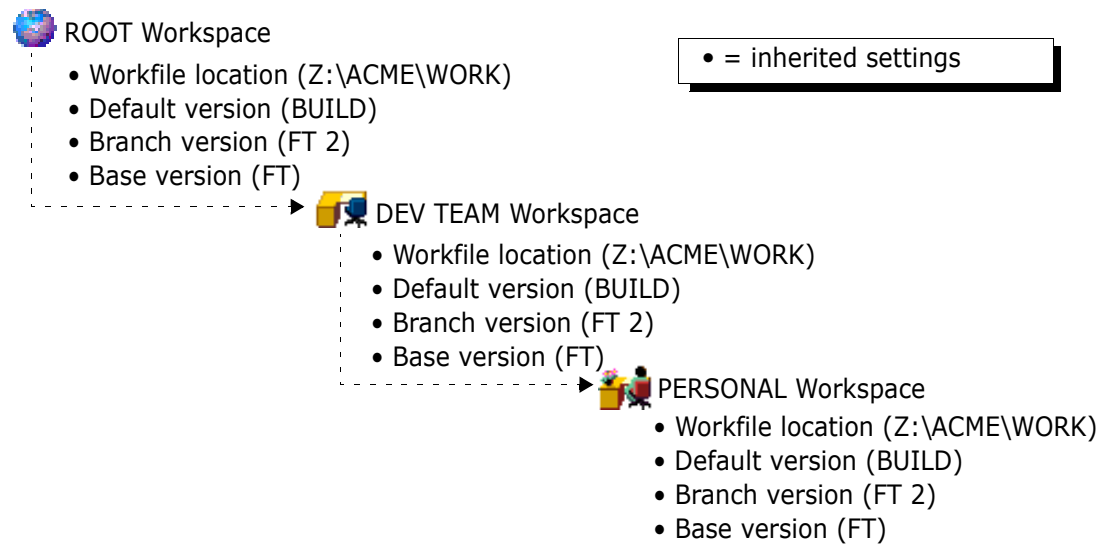 ROOT Workspace
• Workfile location (Z:\ACME\WORK)
• Default version (BUILD)
• Branch version (FT 2)
• Base version (FT)
• = inherited settings
DEV TEAM Workspace
• Workfile location (Z:\ACME\WORK)
• Default version (BUILD)
• Branch version (FT 2)
• Base version (FT)
PERSONAL Workspace
• Workfile location (Z:\ACME\WORK)
• Default version (BUILD)
• Branch version (FT 2)
• Base version (FT)